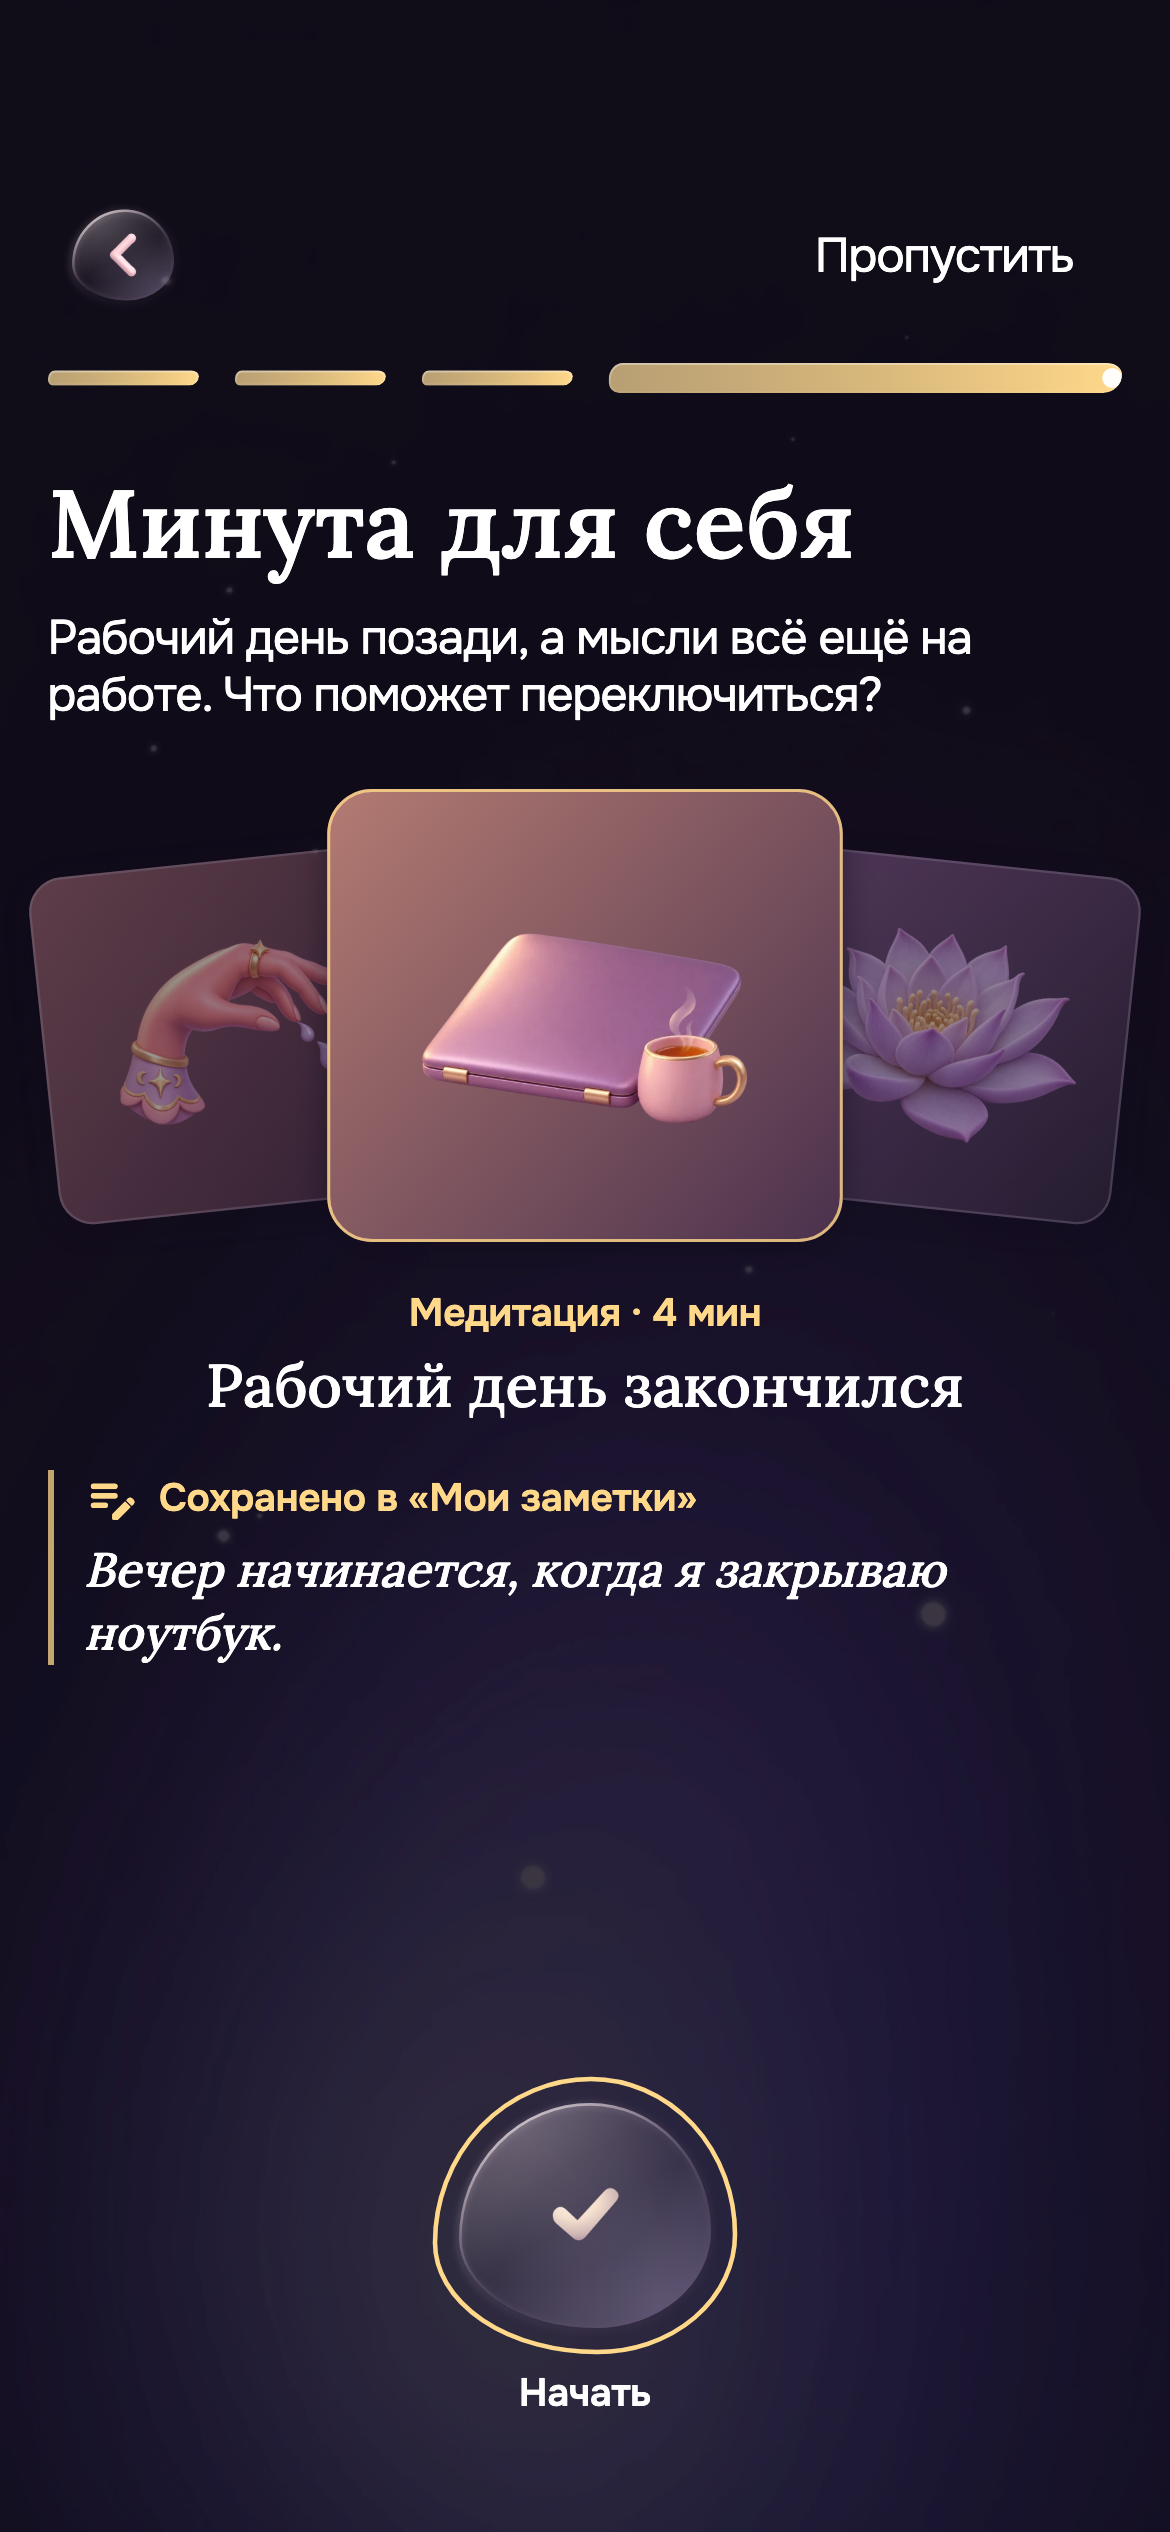 Пропустить
Минута для себя
Рабочий день позади, а мысли всё ещё на
работе. Что поможет переключиться?
Медитация · 4 мин
Рабочий день закончился
Сохранено в «Мои заметки»
Вечер начинается, когда я закрываю
ноутбук.
Начать